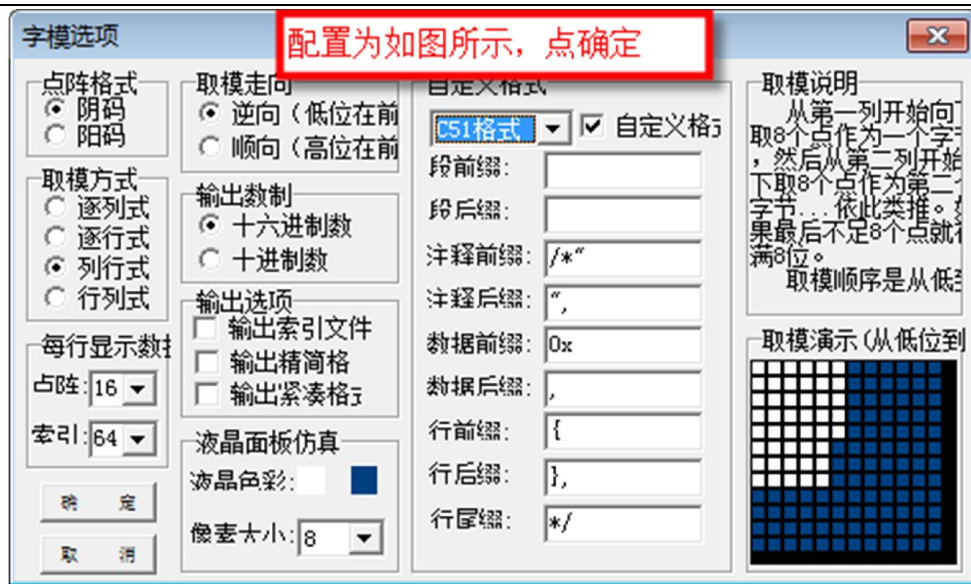 字模选项
配置为如图所示，点确定
点阵格式
阴码
阳码
取模方式
逐列式
逐行式
列行式
行列式
每行显示数据
点阵:
16
索引:
64
确 定
取 消
取模走向
逆向（低位在前
顺向（高位在前
输出数制
十六进制数
十进制数
输出选项
输出索引文件
输出精简格
输出紧凑格式
液晶面板仿真
液晶色彩:
像素大小:
8
自定义格式
C51格式
自定义格式
段前缀:
段后缀:
注释前缀:
/*"
注释后缀:
",
数据前缀:
0x
数据后缀:
,
行前缀:
{
行后缀:
},
行尾缀:
*/
取模说明
从第一列开始向下
取8个点作为一个字节
，然后从第二列开始
下取8个点作为第二个
字节...依此类推。如
果最后不足8个点就补
满8位。
取模顺序是从低到
取模演示(从低位到